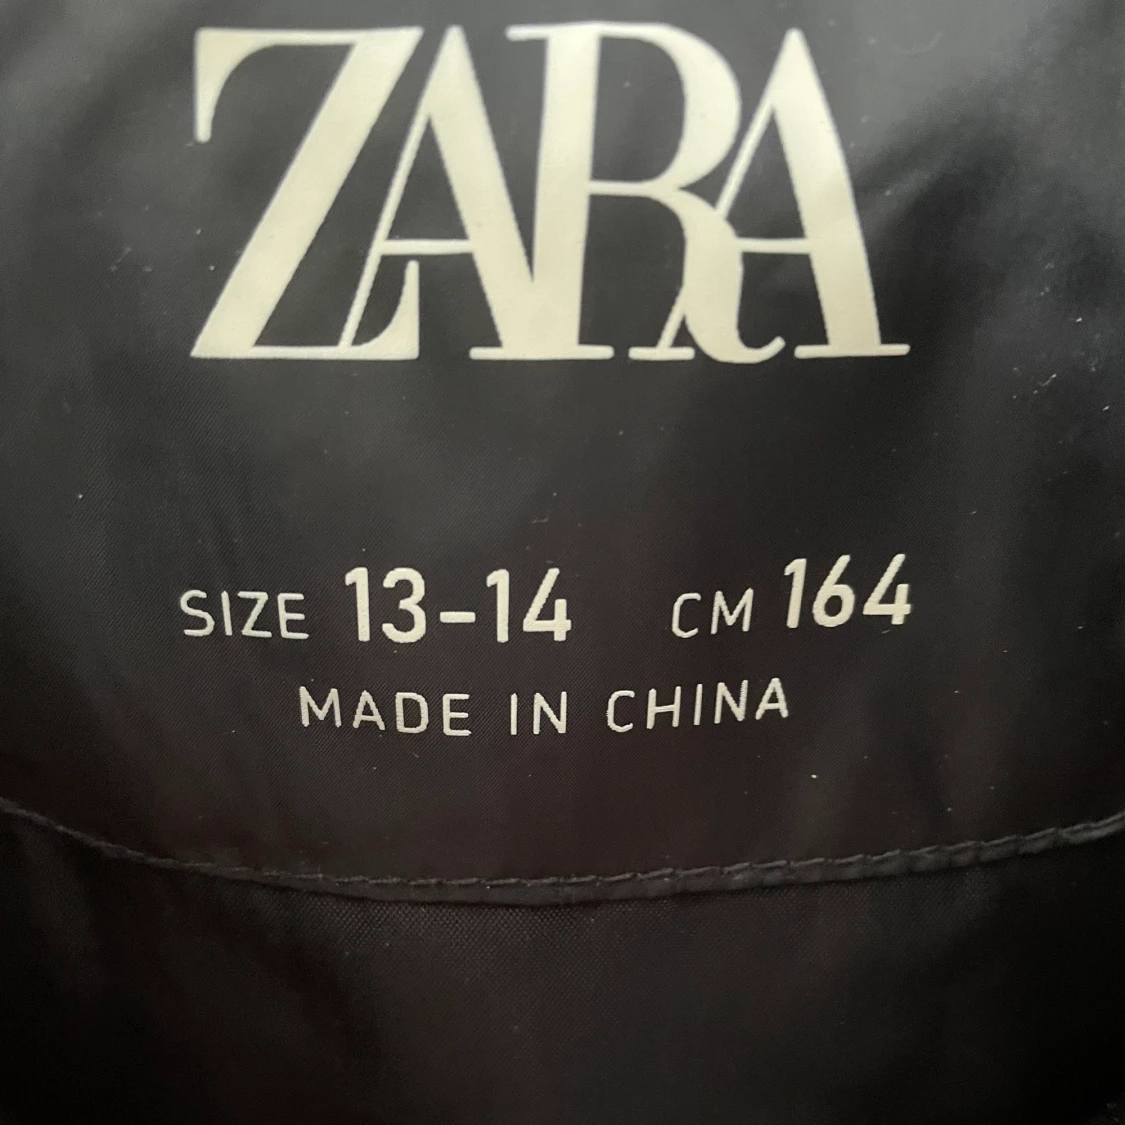 ZARA
SIZE 13-14 CM 164
MADE IN CHINA